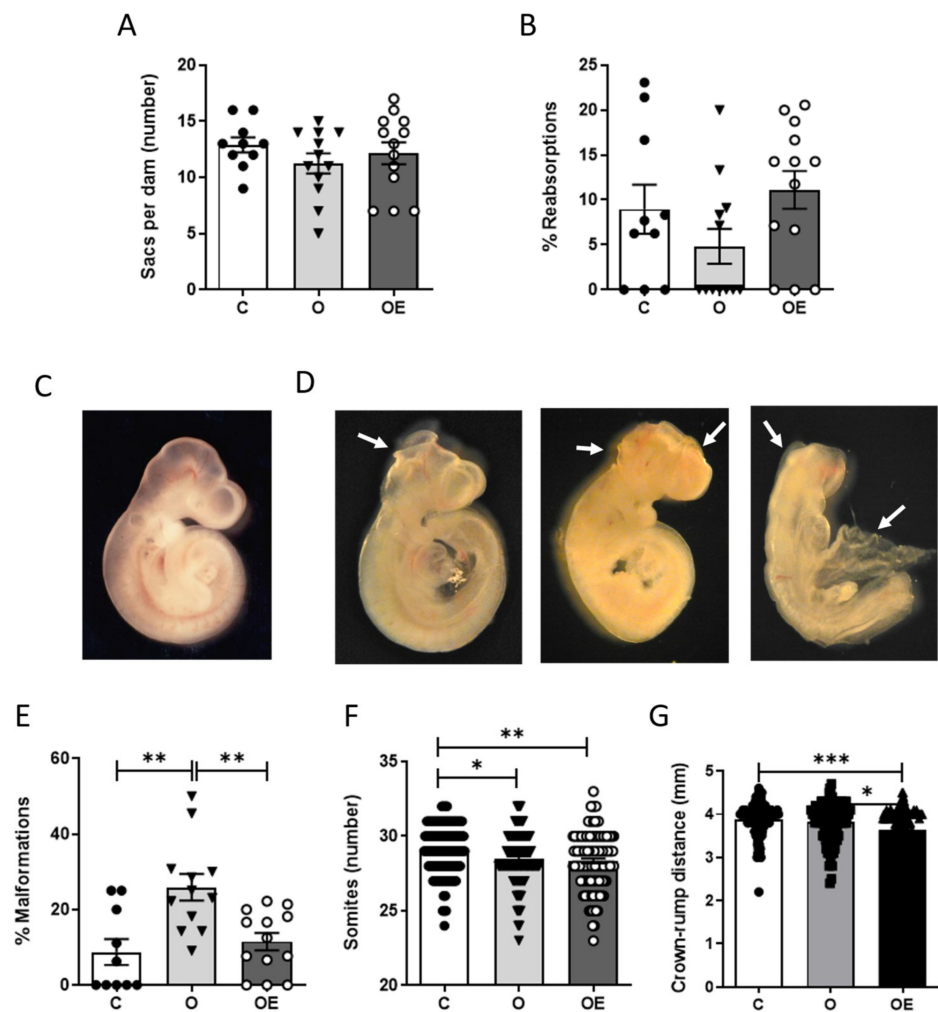 A
Sacs per dam (number)
20
15
10
5
0
C O OE
B
% Reabsorptions
25
20
15
10
5
0
C O OE
C
D
E
% Malformations
60
40
20
0
** **
C O OE
F
Somites (number)
35
30
25
20
**
*
C O OE
G
Crown-rump distance (mm)
5
4
3
2
1
0
***
*
C O OE